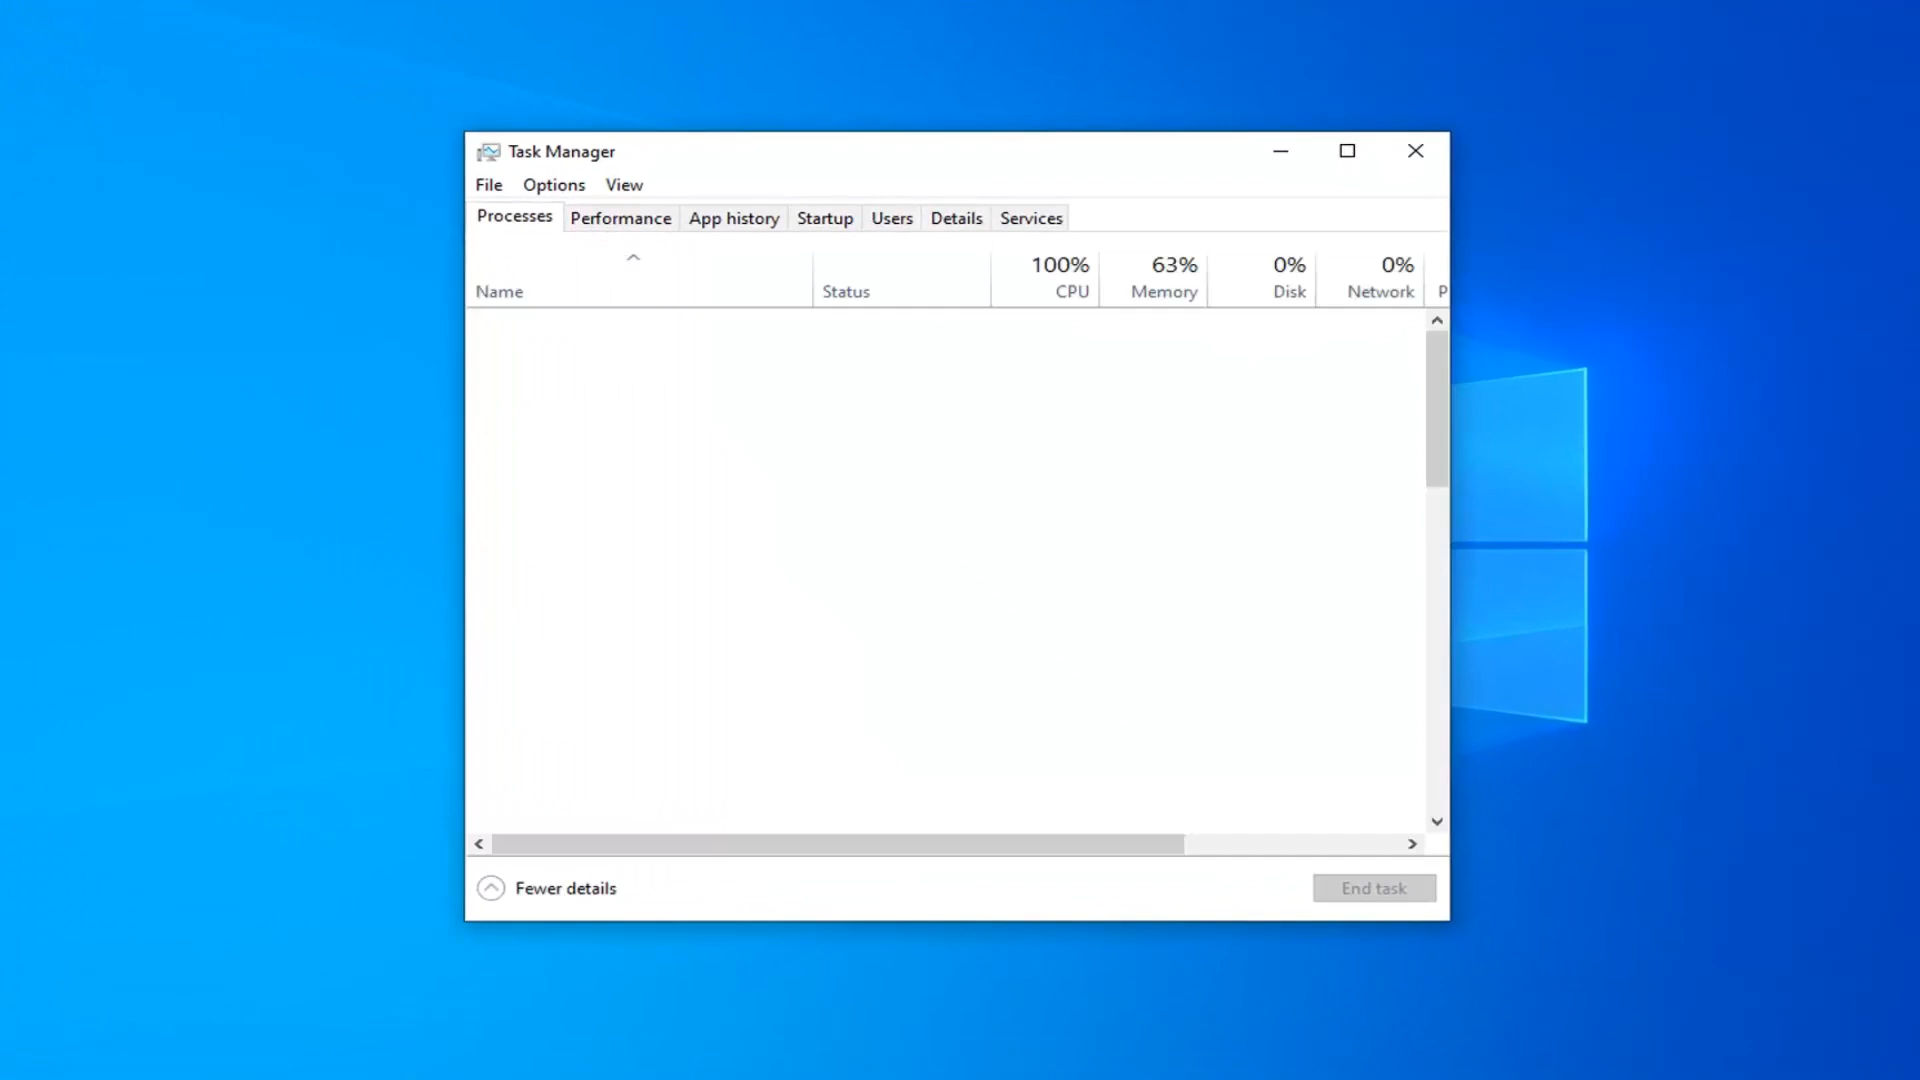 Task Manager
File Options View
Processes Performance App history Startup Users Details Services
100% 63% 0% 0%
Name Status CPU Memory Disk Network P
Fewer details End task